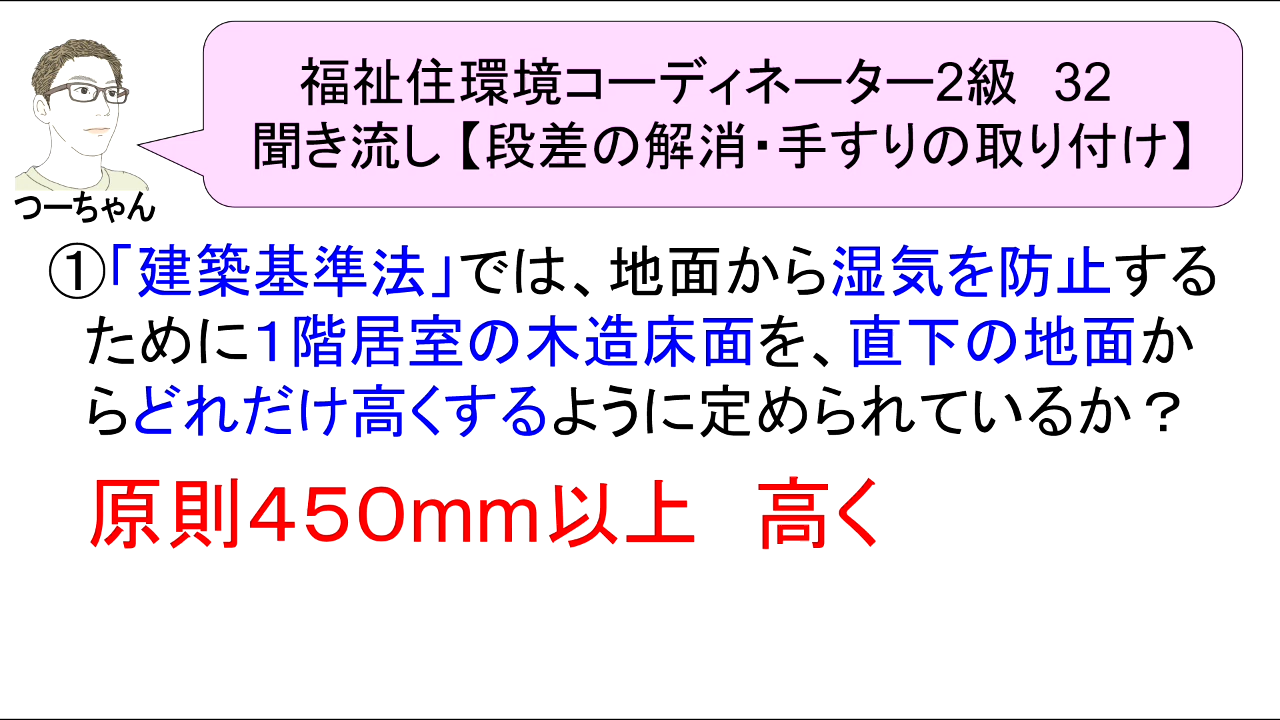 福祉住環境コーディネーター2級　32
聞き流し【段差の解消・手すりの取り付け】
つーちゃん
①「建築基準法」では、地面から湿気を防止する
ために１階居室の木造床面を、直下の地面か
らどれだけ高くするように定められているか？
原則４５０ｍｍ以上　高く